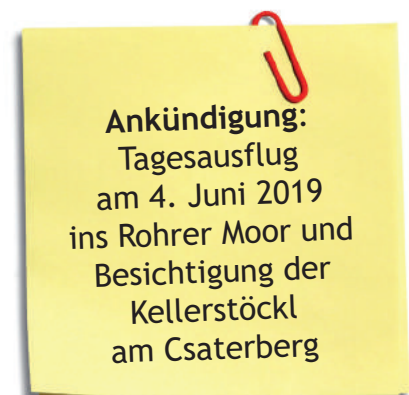 Ankündigung:
Tagesausflug
am 4. Juni 2019
ins Rohrer Moor und
Besichtigung der
Kellerstöckl
am Csaterberg